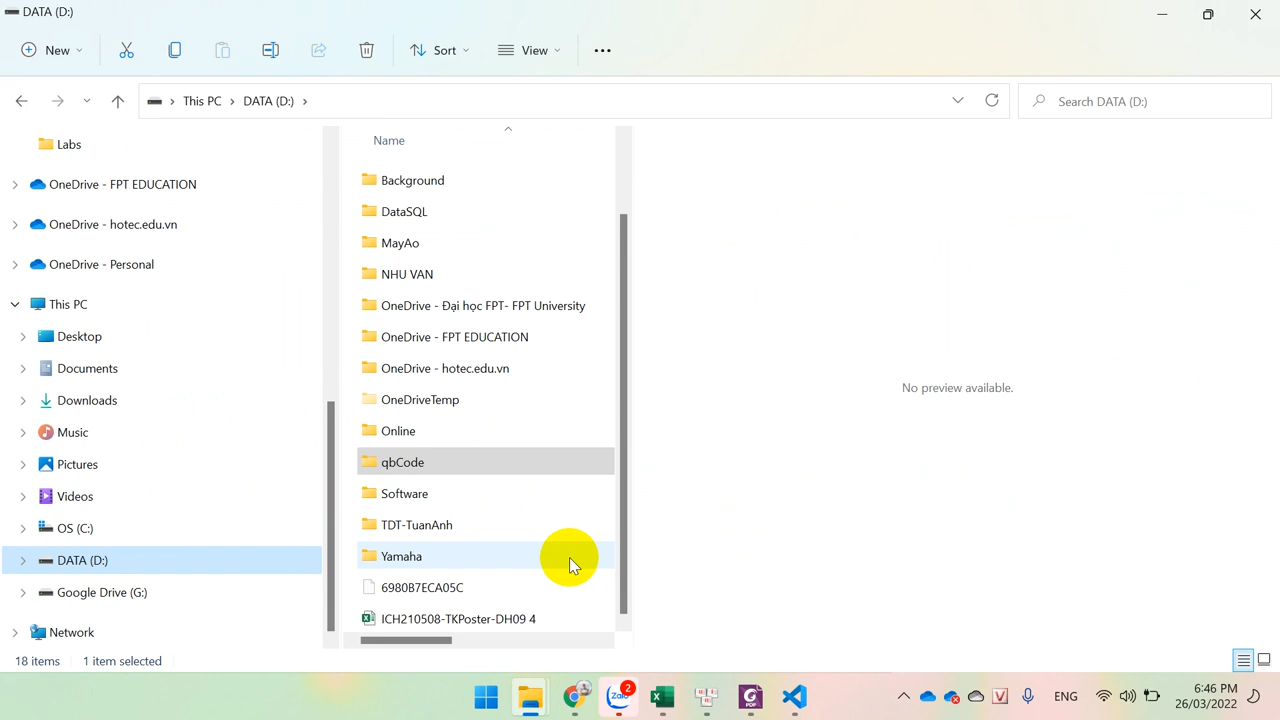 DATA (D:)
New
Sort
View
This PC
DATA (D:)
Search DATA (D:)
Labs
OneDrive - FPT EDUCATION
OneDrive - hotec.edu.vn
OneDrive - Personal
This PC
Desktop
Documents
Downloads
Music
Pictures
Videos
OS (C:)
DATA (D:)
Google Drive (G:)
Network
Name
Background
DataSQL
MayAo
NHU VAN
OneDrive - Đại học FPT- FPT University
OneDrive - FPT EDUCATION
OneDrive - hotec.edu.vn
OneDriveTemp
Online
qbCode
Software
TDT-TuanAnh
Yamaha
6980B7ECA05C
ICH210508-TKPoster-DH09 4
No preview available.
18 items
1 item selected
Zalo
2
PDF
V
ENG
6:46 PM
26/03/2022